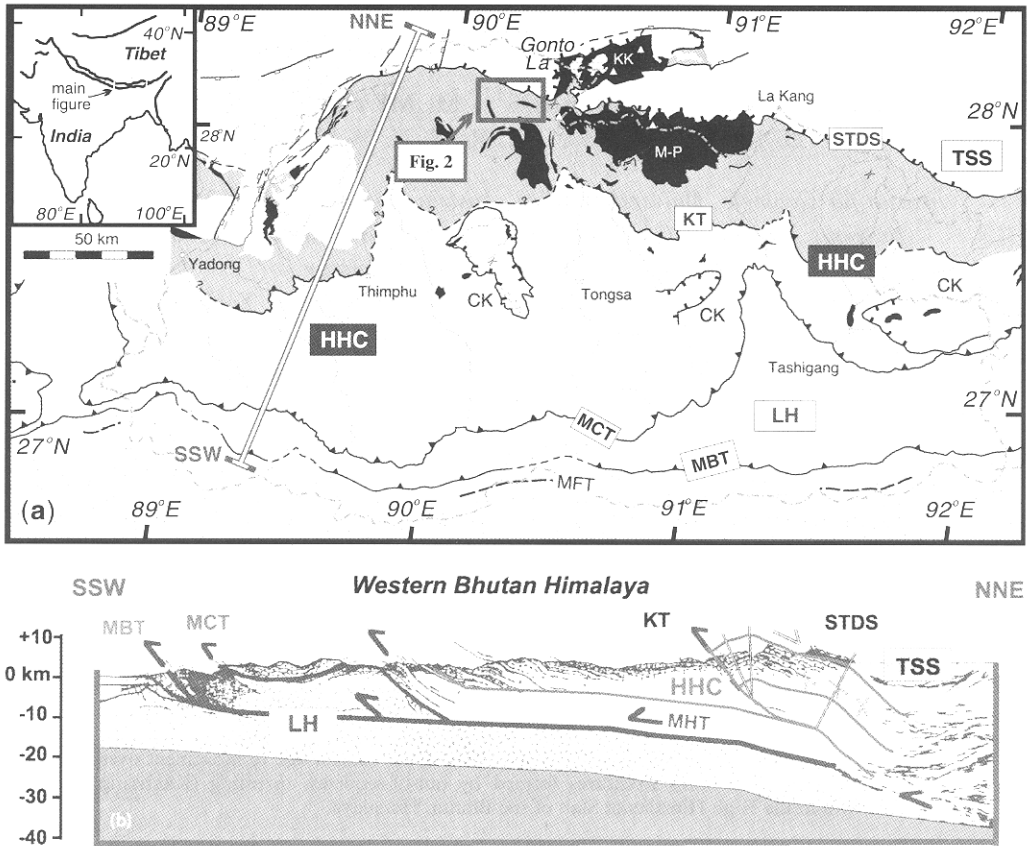 89°E
NNE
90°E
91°E
92°E
40°N
Tibet
main
figure
India
28°N
20°N
80°E
100°E
Gonto
La
KK
La Kang
28°N
STDS
TSS
Fig. 2
M-P
50 km
KT
Yadong
HHC
Thimphu
CK
Tongsa
CK
CK
HHC
Tashigang
LH
27°N
27°N
MCT
SSW
MBT
MFT
(a)
89°E
90°E
91°E
92°E
SSW
Western Bhutan Himalaya
NNE
MBT
MCT
KT
STDS
+10
0 km
-10
-20
-30
-40
TSS
HHC
LH
MHT
(b)